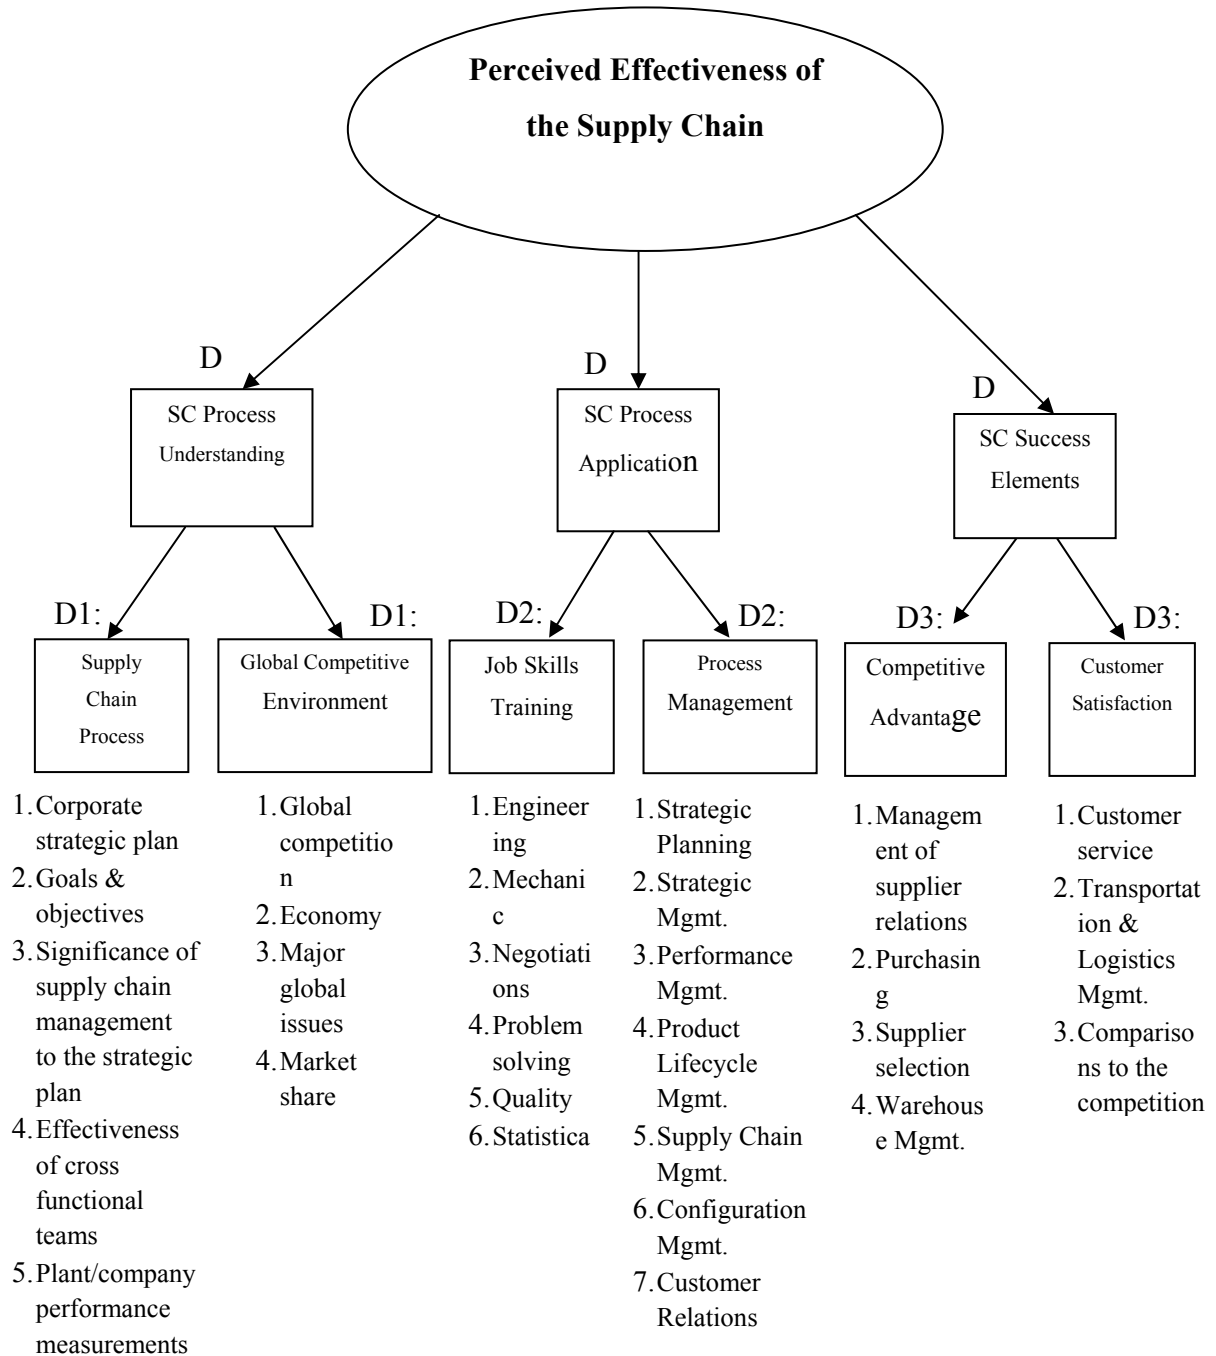 Perceived Effectiveness of
the Supply Chain
D
SC Process
Understanding
D
SC Process
Application
D
SC Success
Elements
D1:
Supply
Chain
Process
D1:
Global Competitive
Environment
D2:
Job Skills
Training
D2:
Process
Management
D3:
Competitive
Advantage
D3:
Customer
Satisfaction
1. Corporate
strategic plan
2. Goals &
objectives
3. Significance of
supply chain
management
to the strategic
plan
4. Effectiveness
of cross
functional
teams
5. Plant/company
performance
measurements
1. Global
competitio
n
2. Economy
3. Major
global
issues
4. Market
share
1. Engineer
ing
2. Mechani
c
3. Negotiati
ons
4. Problem
solving
5. Quality
6. Statistica
1. Strategic
Planning
2. Strategic
Mgmt.
3. Performance
Mgmt.
4. Product
Lifecycle
Mgmt.
5. Supply Chain
Mgmt.
6. Configuration
Mgmt.
7. Customer
Relations
1. Managem
ent of
supplier
relations
2. Purchasin
g
3. Supplier
selection
4. Warehous
e Mgmt.
1. Customer
service
2. Transportat
ion &
Logistics
Mgmt.
3. Compariso
ns to the
competition